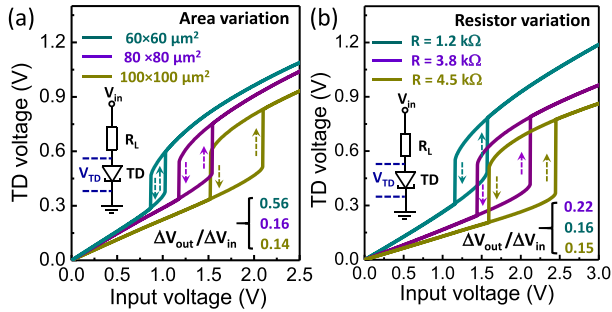 (a)
Area variation
60×60 μm²
80 ×80 μm²
100×100 μm²
V_in
R_L
V_TD
TD
0.56
0.16
0.14
ΔV_out/ΔV_in
TD voltage (V)
1.2
0.9
0.6
0.3
0.0
0.0 0.5 1.0 1.5 2.0 2.5
Input voltage (V)
(b)
Resistor variation
R = 1.2 kΩ
R = 3.8 kΩ
R = 4.5 kΩ
V_in
R_L
V_TD
TD
0.22
0.16
0.15
ΔV_out/ΔV_in
TD voltage (V)
1.2
0.9
0.6
0.3
0.0
0.0 0.5 1.0 1.5 2.0 2.5 3.0
Input voltage (V)